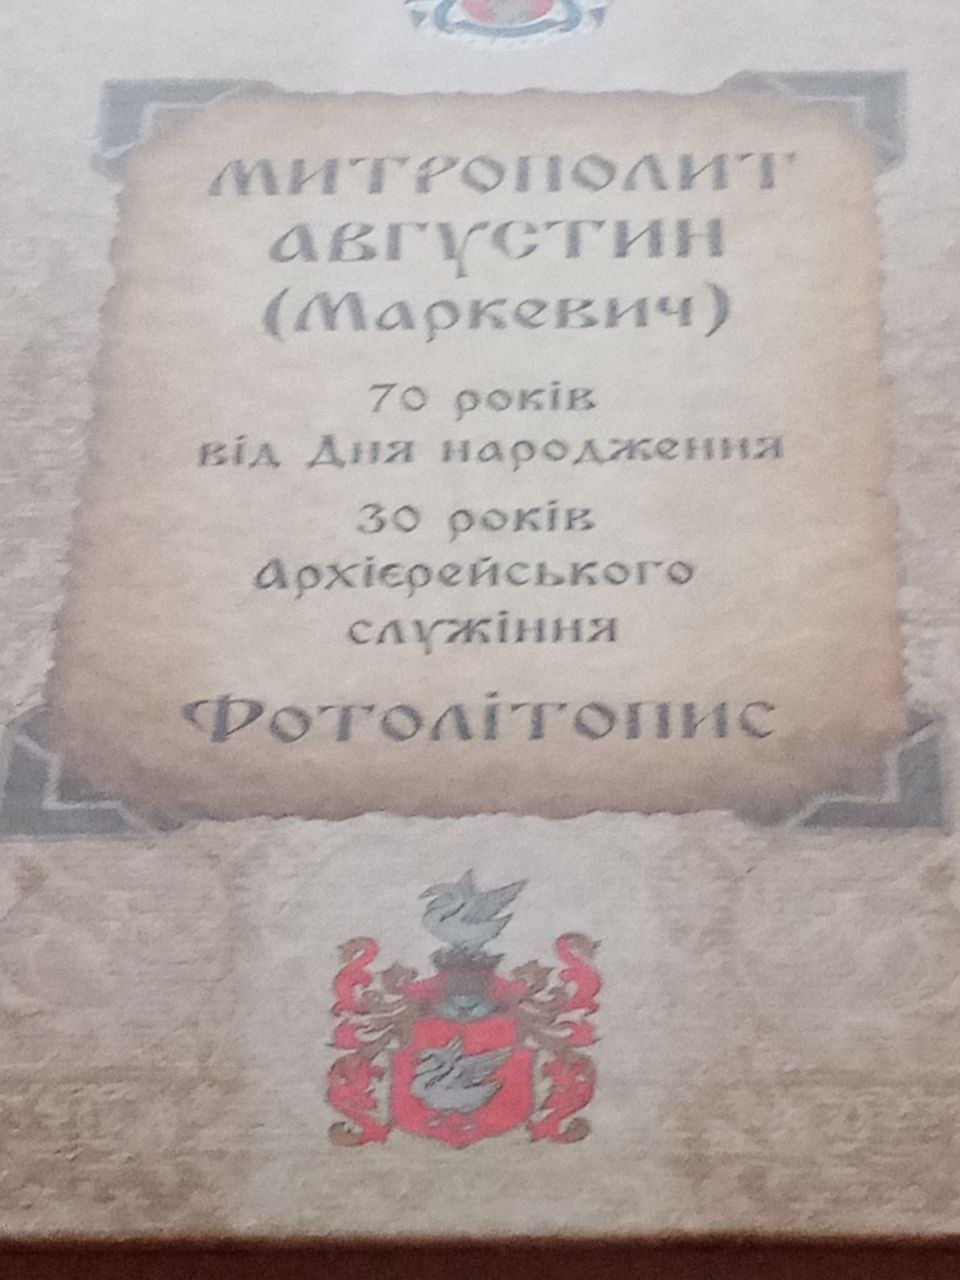 МИТРОПОЛИТ
АВГУСТИН
(Маркевич)
70 років
від Дня народження
30 років
Архієрейського
служіння
Фотолітопис